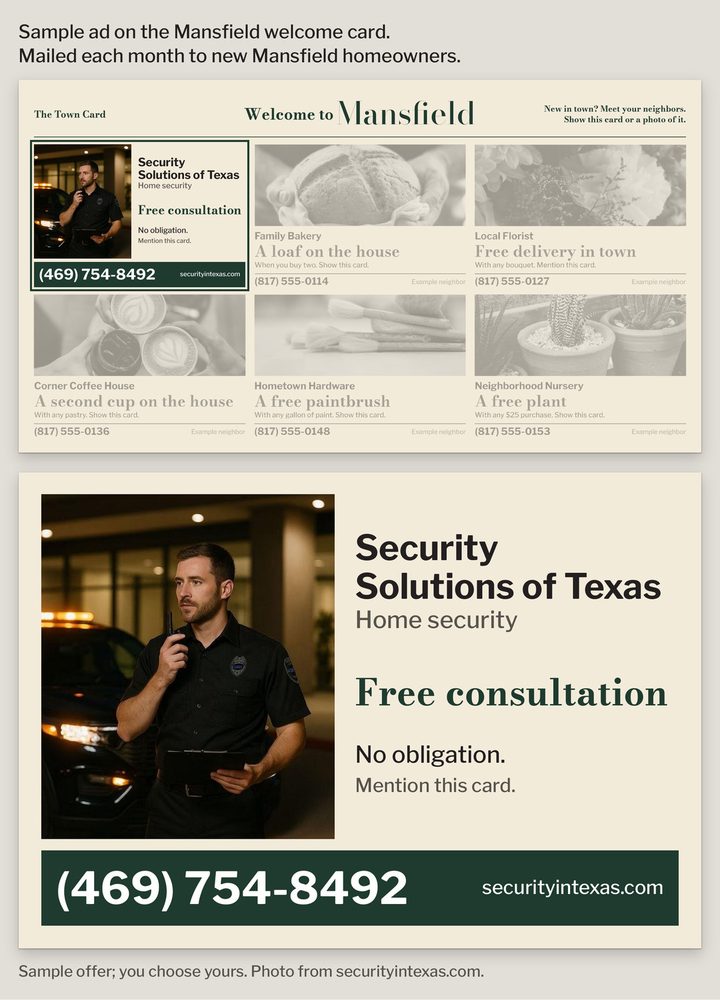 Sample ad on the Mansfield welcome card.
Mailed each month to new Mansfield homeowners.
The Town Card
Welcome to Mansfield
New in town? Meet your neighbors.
Show this card or a photo of it.
Security
Solutions of Texas
Home security
Free consultation
No obligation.
Mention this card.
(469) 754-8492
securityintexas.com
Family Bakery
A loaf on the house
When you buy two. Show this card.
(817) 555-0114
Example neighbor
Local Florist
Free delivery in town
With any bouquet. Mention this card.
(817) 555-0127
Example neighbor
Corner Coffee House
A second cup on the house
With any pastry. Show this card.
(817) 555-0136
Example neighbor
Hometown Hardware
A free paintbrush
With any gallon of paint. Show this card.
(817) 555-0148
Example neighbor
Neighborhood Nursery
A free plant
With any $25 purchase. Show this card.
(817) 555-0153
Example neighbor
Security
Solutions of Texas
Home security
Free consultation
No obligation.
Mention this card.
(469) 754-8492
securityintexas.com
Sample offer; you choose yours. Photo from securityintexas.com.